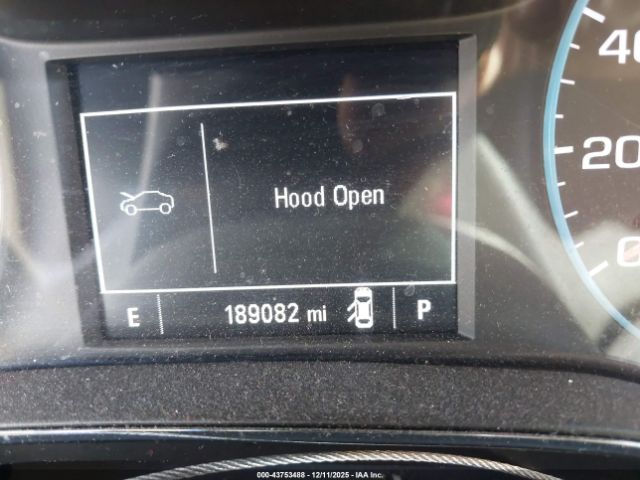 40
20
0
Hood Open
E 189082 mi P
000-43753488 - 12/11/2025 - IAA Inc.